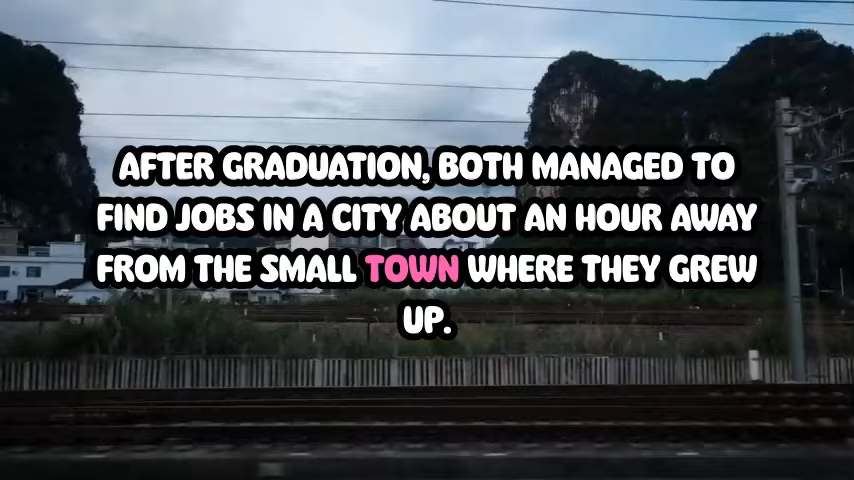 AFTER GRADUATION, BOTH MANAGED TO
FIND JOBS IN A CITY ABOUT AN HOUR AWAY
FROM THE SMALL TOWN WHERE THEY GREW
UP.